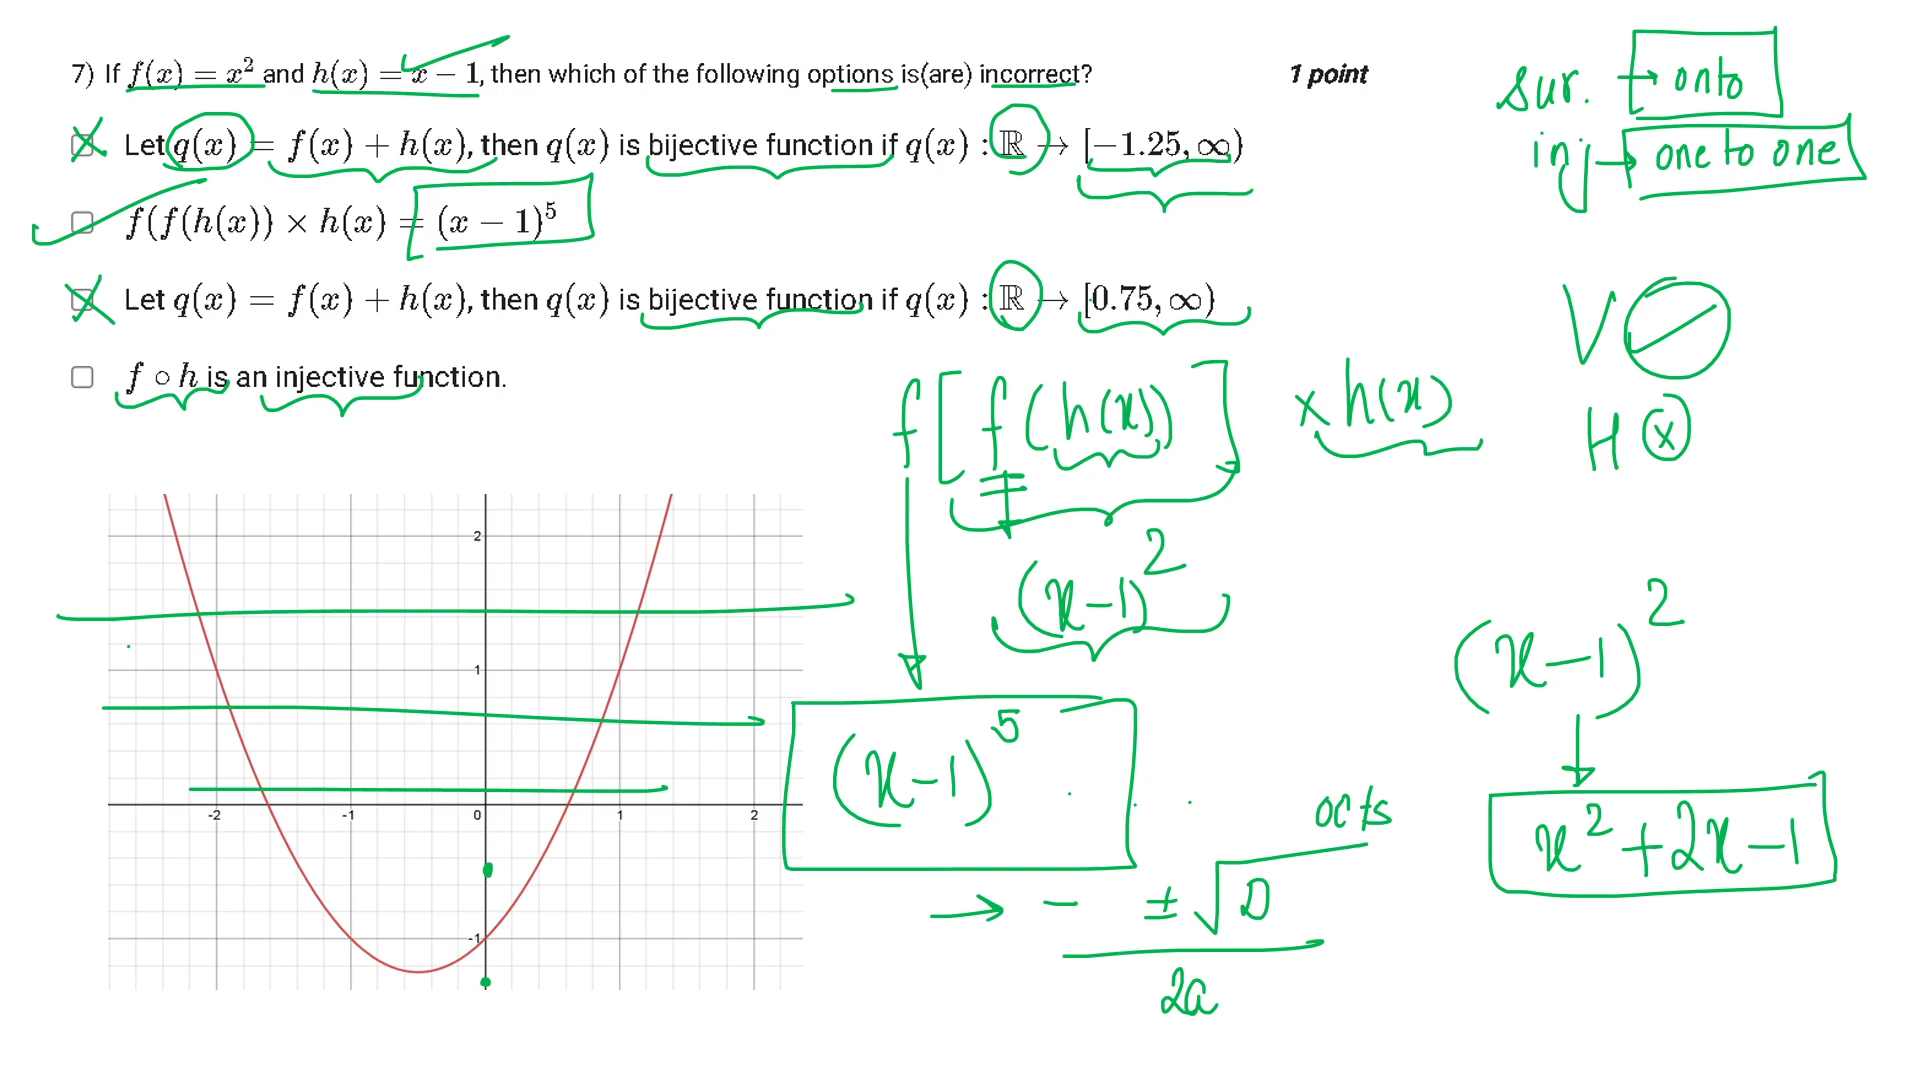 7) If f(x) = x² and h(x) = x − 1, then which of the following options is(are) incorrect?
1 point
Let q(x) = f(x) + h(x), then q(x) is bijective function if q(x) : ℝ → [−1.25, ∞)
f(f(h(x)) × h(x) = (x − 1)⁵
Let q(x) = f(x) + h(x), then q(x) is bijective function if q(x) : ℝ → [0.75, ∞)
f ∘ h is an injective function.
sur. → onto
inj → one to one
V
H x
f[f(h(x))] × h(x)
(x−1)²
(x−1)⁵
→ − ± √D
2a
(x−1)²
↓
x² + 2x − 1
2
1
-2 -1 0 1 2
-1